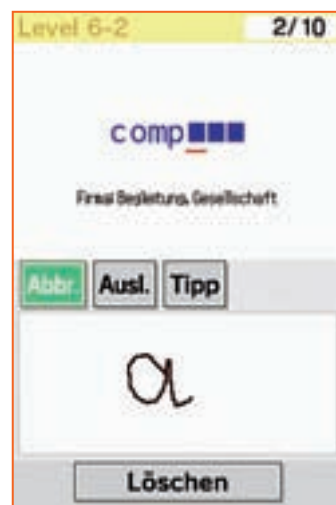 Level 6-2 2/10
comp■■■
Firma; Begleitung, Gesellschaft
Abbr. Ausl. Tipp
a
Löschen